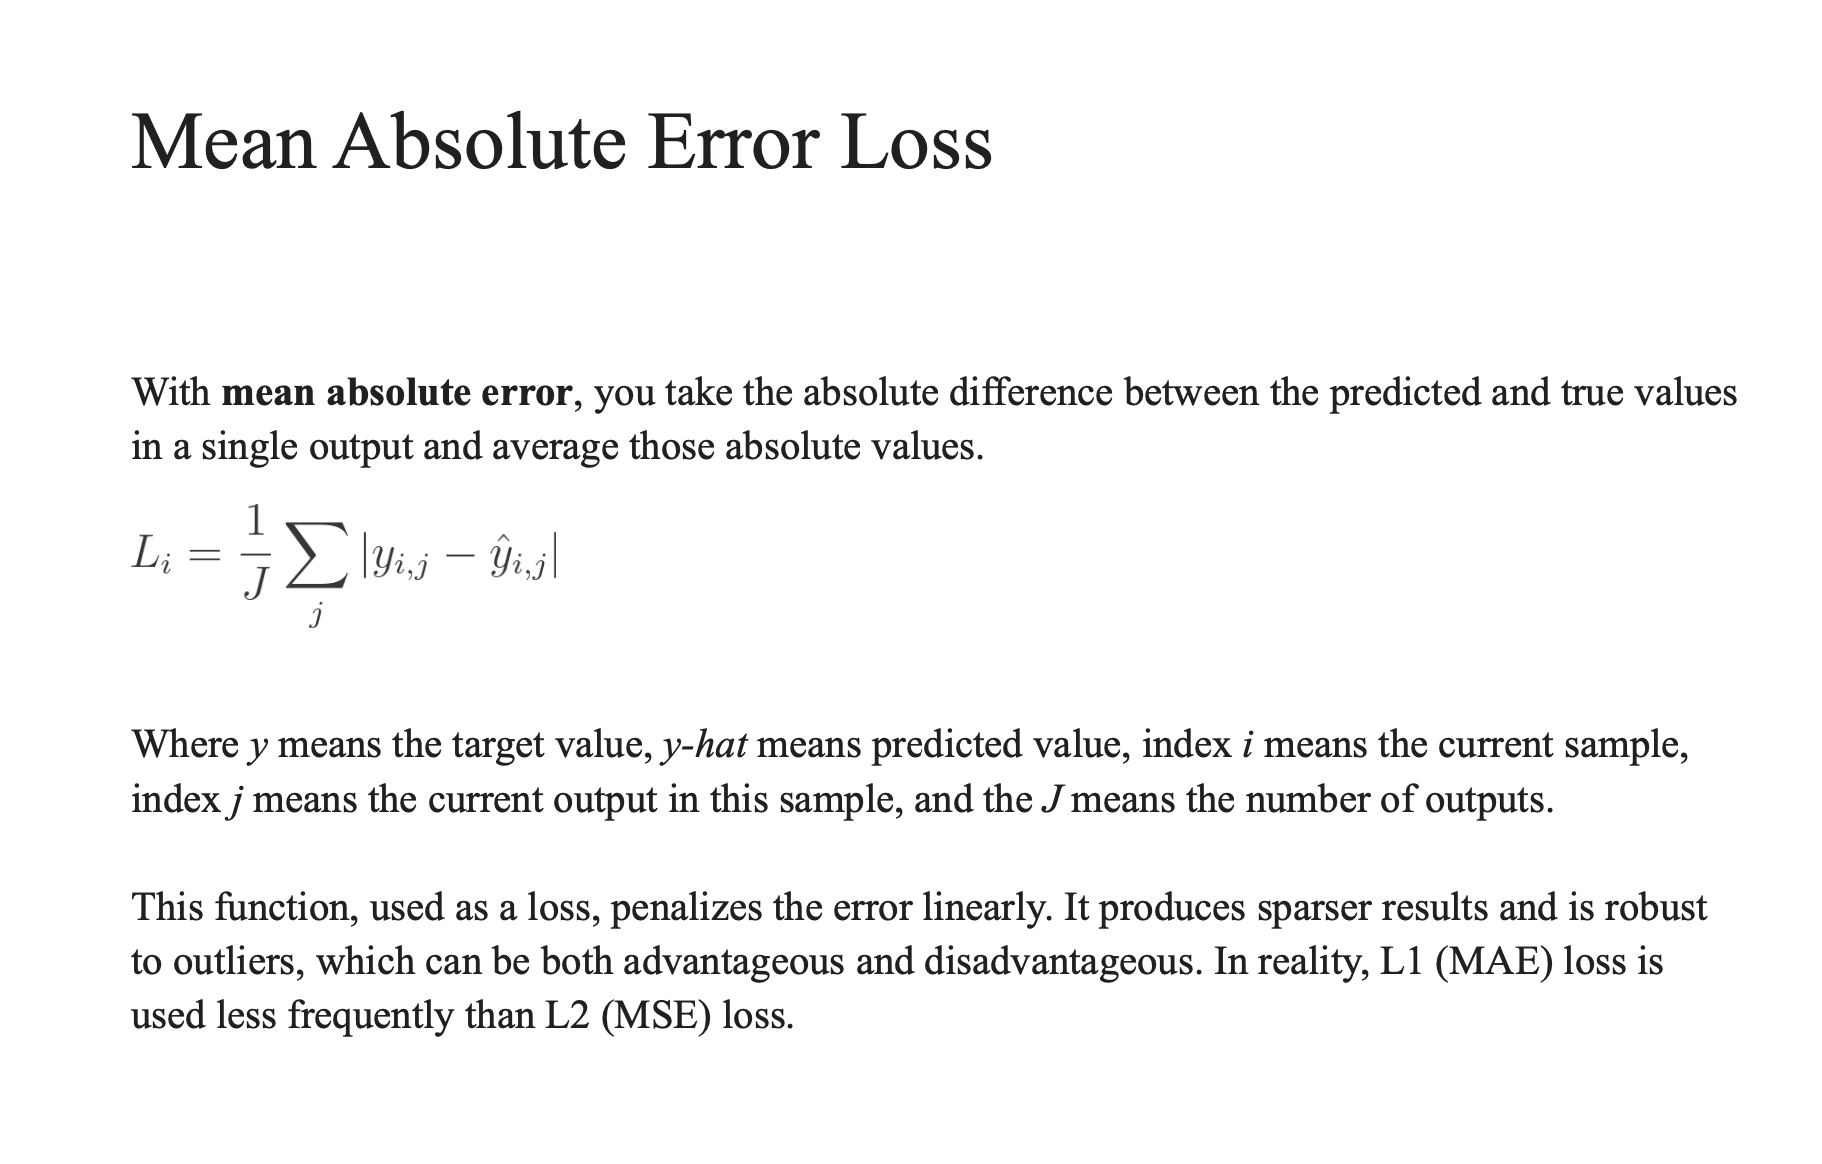 Mean Absolute Error Loss
With mean absolute error, you take the absolute difference between the predicted and true values
in a single output and average those absolute values.
L_i = \frac{1}{J} \sum_j |y_{i,j} − ŷ_{i,j}|
Where y means the target value, y-hat means predicted value, index i means the current sample,
index j means the current output in this sample, and the J means the number of outputs.
This function, used as a loss, penalizes the error linearly. It produces sparser results and is robust
to outliers, which can be both advantageous and disadvantageous. In reality, L1 (MAE) loss is
used less frequently than L2 (MSE) loss.